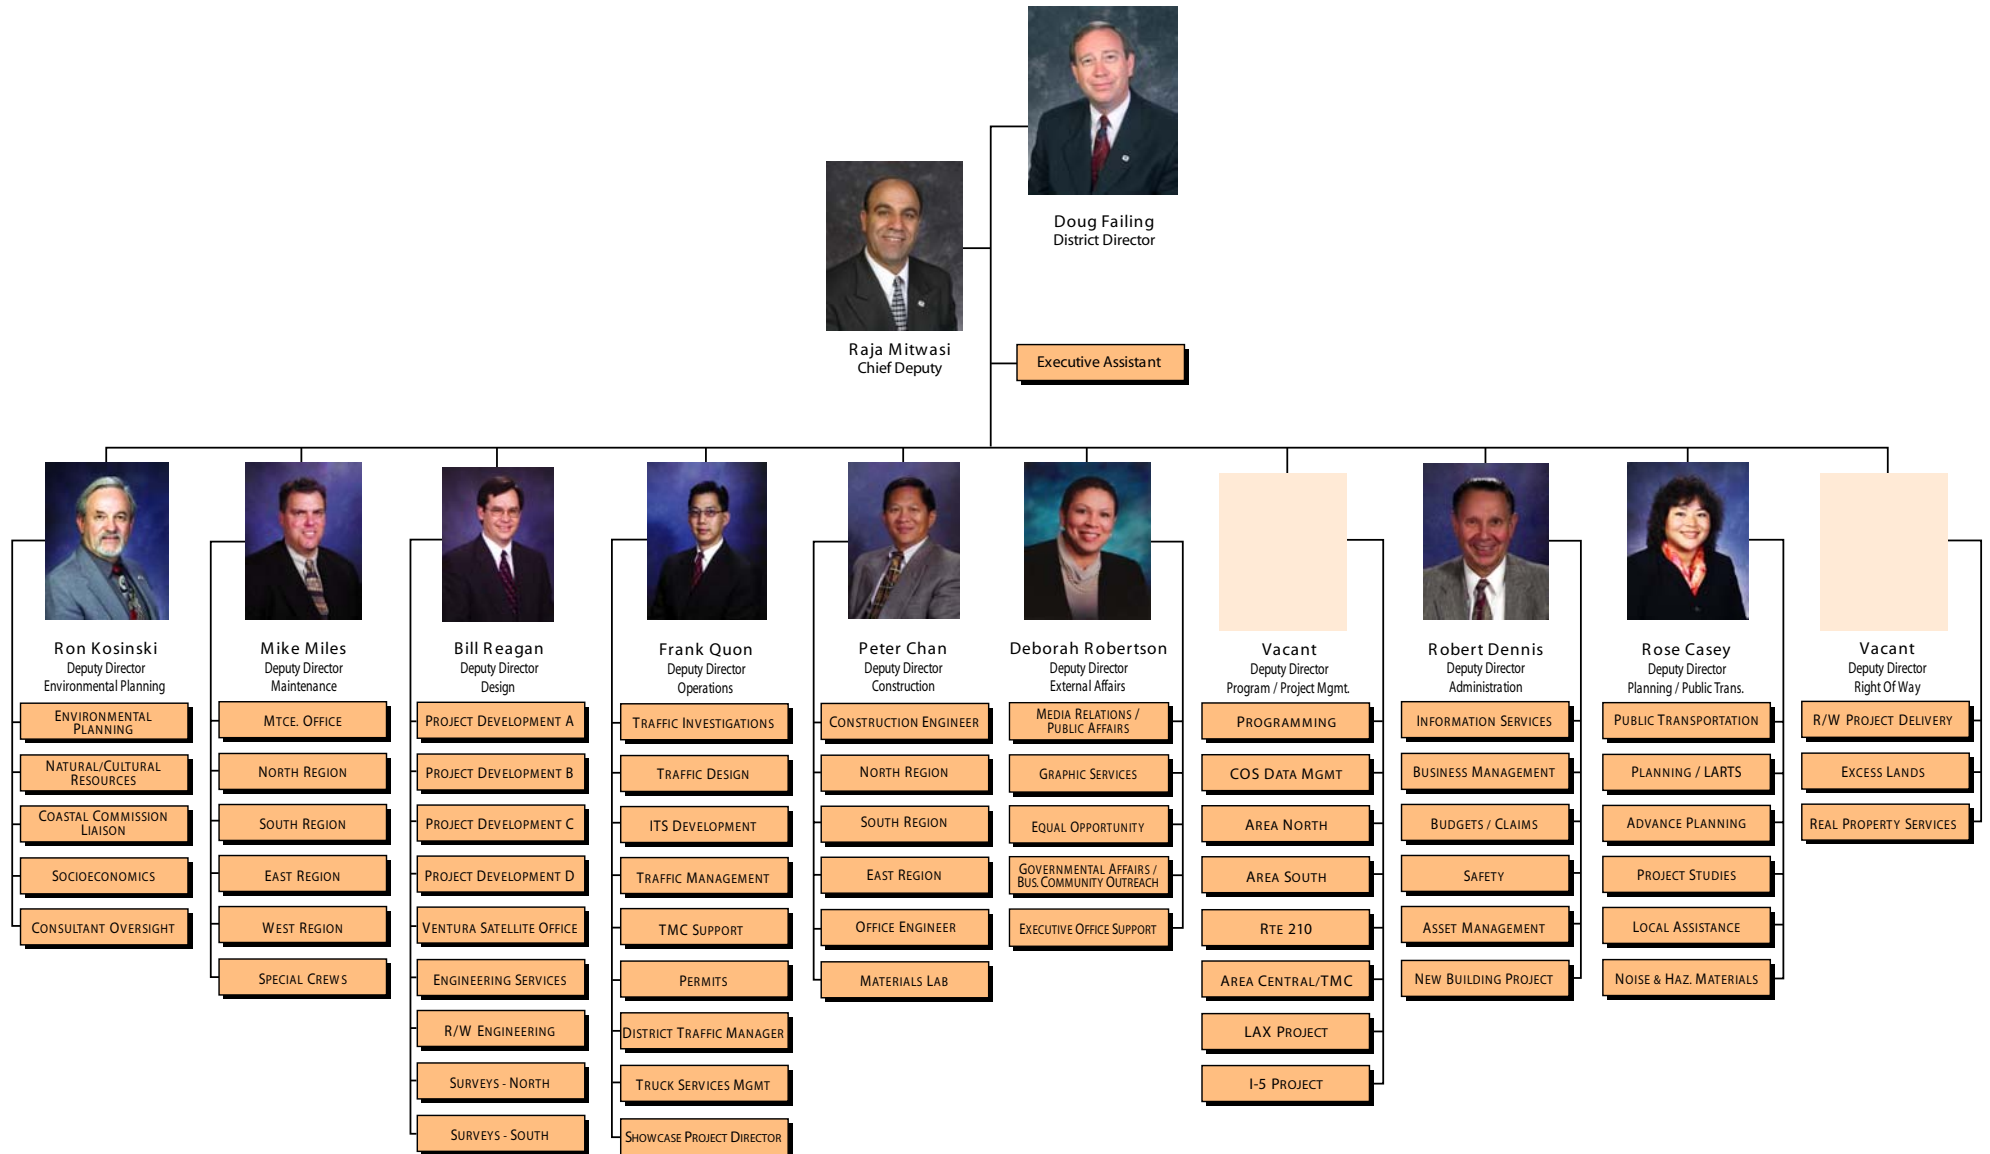 Doug Failing
District Director
Raja Mitwasi
Chief Deputy
Executive Assistant
Ron Kosinski
Deputy Director
Environmental Planning
ENVIRONMENTAL
PLANNING
NATURAL/CULTURAL
RESOURCES
COASTAL COMMISSION
LIAISON
SOCIOECONOMICS
CONSULTANT OVERSIGHT
Mike Miles
Deputy Director
Maintenance
MTCE. OFFICE
NORTH REGION
SOUTH REGION
EAST REGION
WEST REGION
SPECIAL CREWS
Bill Reagan
Deputy Director
Design
PROJECT DEVELOPMENT A
PROJECT DEVELOPMENT B
PROJECT DEVELOPMENT C
PROJECT DEVELOPMENT D
VENTURA SATELLITE OFFICE
ENGINEERING SERVICES
R/W ENGINEERING
SURVEYS - NORTH
SURVEYS - SOUTH
Frank Quon
Deputy Director
Operations
TRAFFIC INVESTIGATIONS
TRAFFIC DESIGN
ITS DEVELOPMENT
TRAFFIC MANAGEMENT
TMC SUPPORT
PERMITS
DISTRICT TRAFFIC MANAGER
TRUCK SERVICES MGMT
SHOWCASE PROJECT DIRECTOR
Peter Chan
Deputy Director
Construction
CONSTRUCTION ENGINEER
NORTH REGION
SOUTH REGION
EAST REGION
OFFICE ENGINEER
MATERIALS LAB
Deborah Robertson
Deputy Director
External Affairs
MEDIA RELATIONS /
PUBLIC AFFAIRS
GRAPHIC SERVICES
EQUAL OPPORTUNITY
GOVERNMENTAL AFFAIRS /
BUS. COMMUNITY OUTREACH
EXECUTIVE OFFICE SUPPORT
Vacant
Deputy Director
Program / Project Mgmt.
PROGRAMMING
COS DATA MGMT
AREA NORTH
AREA SOUTH
RTE 210
AREA CENTRAL/TMC
LAX PROJECT
I-5 PROJECT
Robert Dennis
Deputy Director
Administration
INFORMATION SERVICES
BUSINESS MANAGEMENT
BUDGETS / CLAIMS
SAFETY
ASSET MANAGEMENT
NEW BUILDING PROJECT
Rose Casey
Deputy Director
Planning / Public Trans.
PUBLIC TRANSPORTATION
PLANNING / LARTS
ADVANCE PLANNING
PROJECT STUDIES
LOCAL ASSISTANCE
NOISE & HAZ. MATERIALS
Vacant
Deputy Director
Right Of Way
R/W PROJECT DELIVERY
EXCESS LANDS
REAL PROPERTY SERVICES